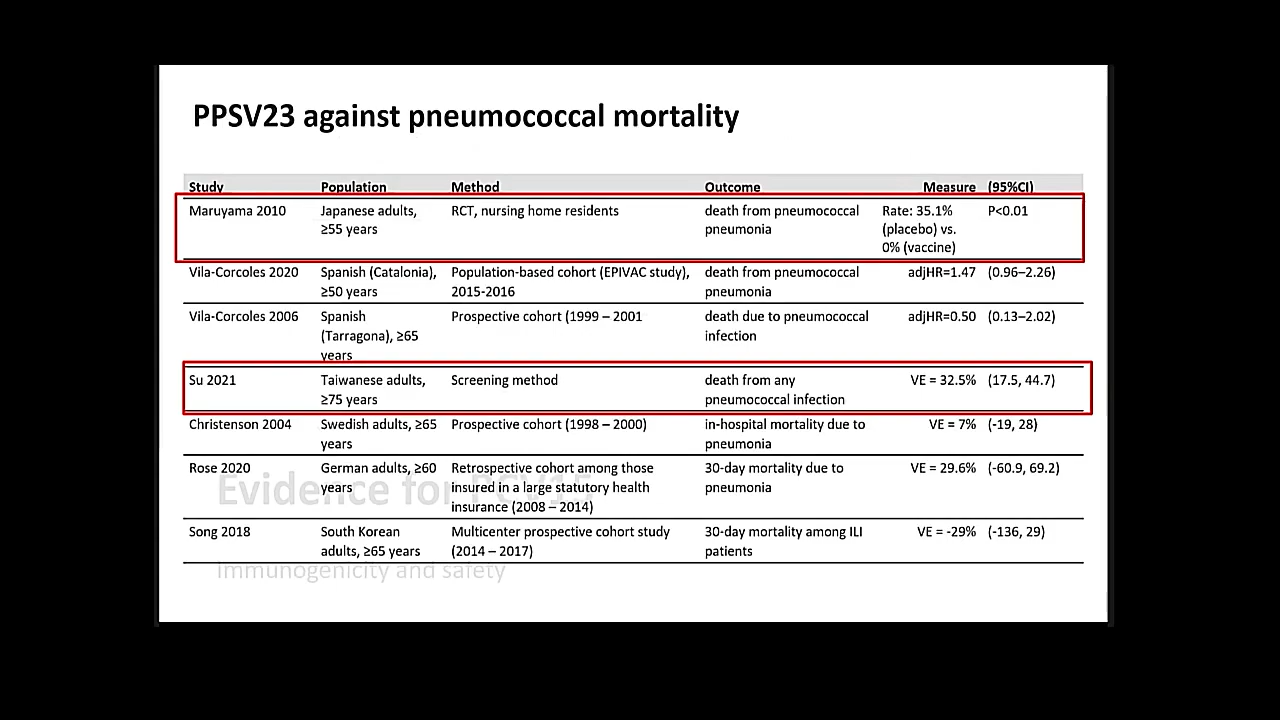 PPSV23 against pneumococcal mortality
Study Population Method Outcome Measure (95%CI)
Maruyama 2010 Japanese adults, RCT, nursing home residents death from pneumococcal Rate: 35.1% P<0.01
≥55 years pneumonia (placebo) vs.
0% (vaccine)
Vila-Corcoles 2020 Spanish (Catalonia), Population-based cohort (EPIVAC study), death from pneumococcal adjHR=1.47 (0.96–2.26)
≥50 years 2015-2016 pneumonia
Vila-Corcoles 2006 Spanish Prospective cohort (1999 – 2001 death due to pneumococcal adjHR=0.50 (0.13–2.02)
(Tarragona), ≥65 infection
years
Su 2021 Taiwanese adults, Screening method death from any VE = 32.5% (17.5, 44.7)
≥75 years pneumococcal infection
Christenson 2004 Swedish adults, ≥65 Prospective cohort (1998 – 2000) in-hospital mortality due to VE = 7% (-19, 28)
years pneumonia
Rose 2020 German adults, ≥60 Retrospective cohort among those 30-day mortality due to VE = 29.6% (-60.9, 69.2)
years insured in a large statutory health pneumonia
insurance (2008 – 2014)
Evidence for PCV15
Song 2018 South Korean Multicenter prospective cohort study 30-day mortality among ILI VE = -29% (-136, 29)
adults, ≥65 years (2014 – 2017) patients
Immunogenicity and safety